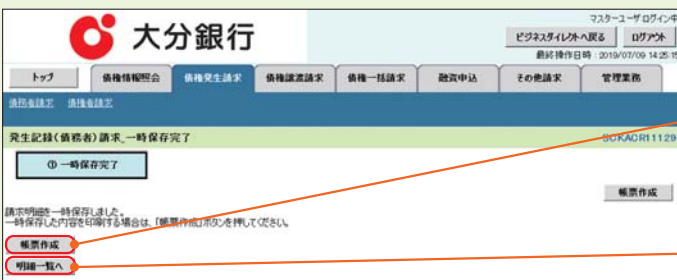 マスターユーザログイン中
大分銀行
ビジネスダイレクトへ戻る ログアウト
最終操作日時:2019/07/09 14:25:15
トップ 債権情報照会 債権発生請求 債権譲渡請求 債権一括請求 融資申込 その他請求 管理業務
債務者請求 債権者請求
発生記録(債務者)請求_一時保存完了 SCKACR11129
① 一時保存完了
帳票作成
請求明細を一時保存しました。
一時保存した内容を印刷する場合は、「帳票作成」ボタンを押してください。
帳票作成
明細一覧へ